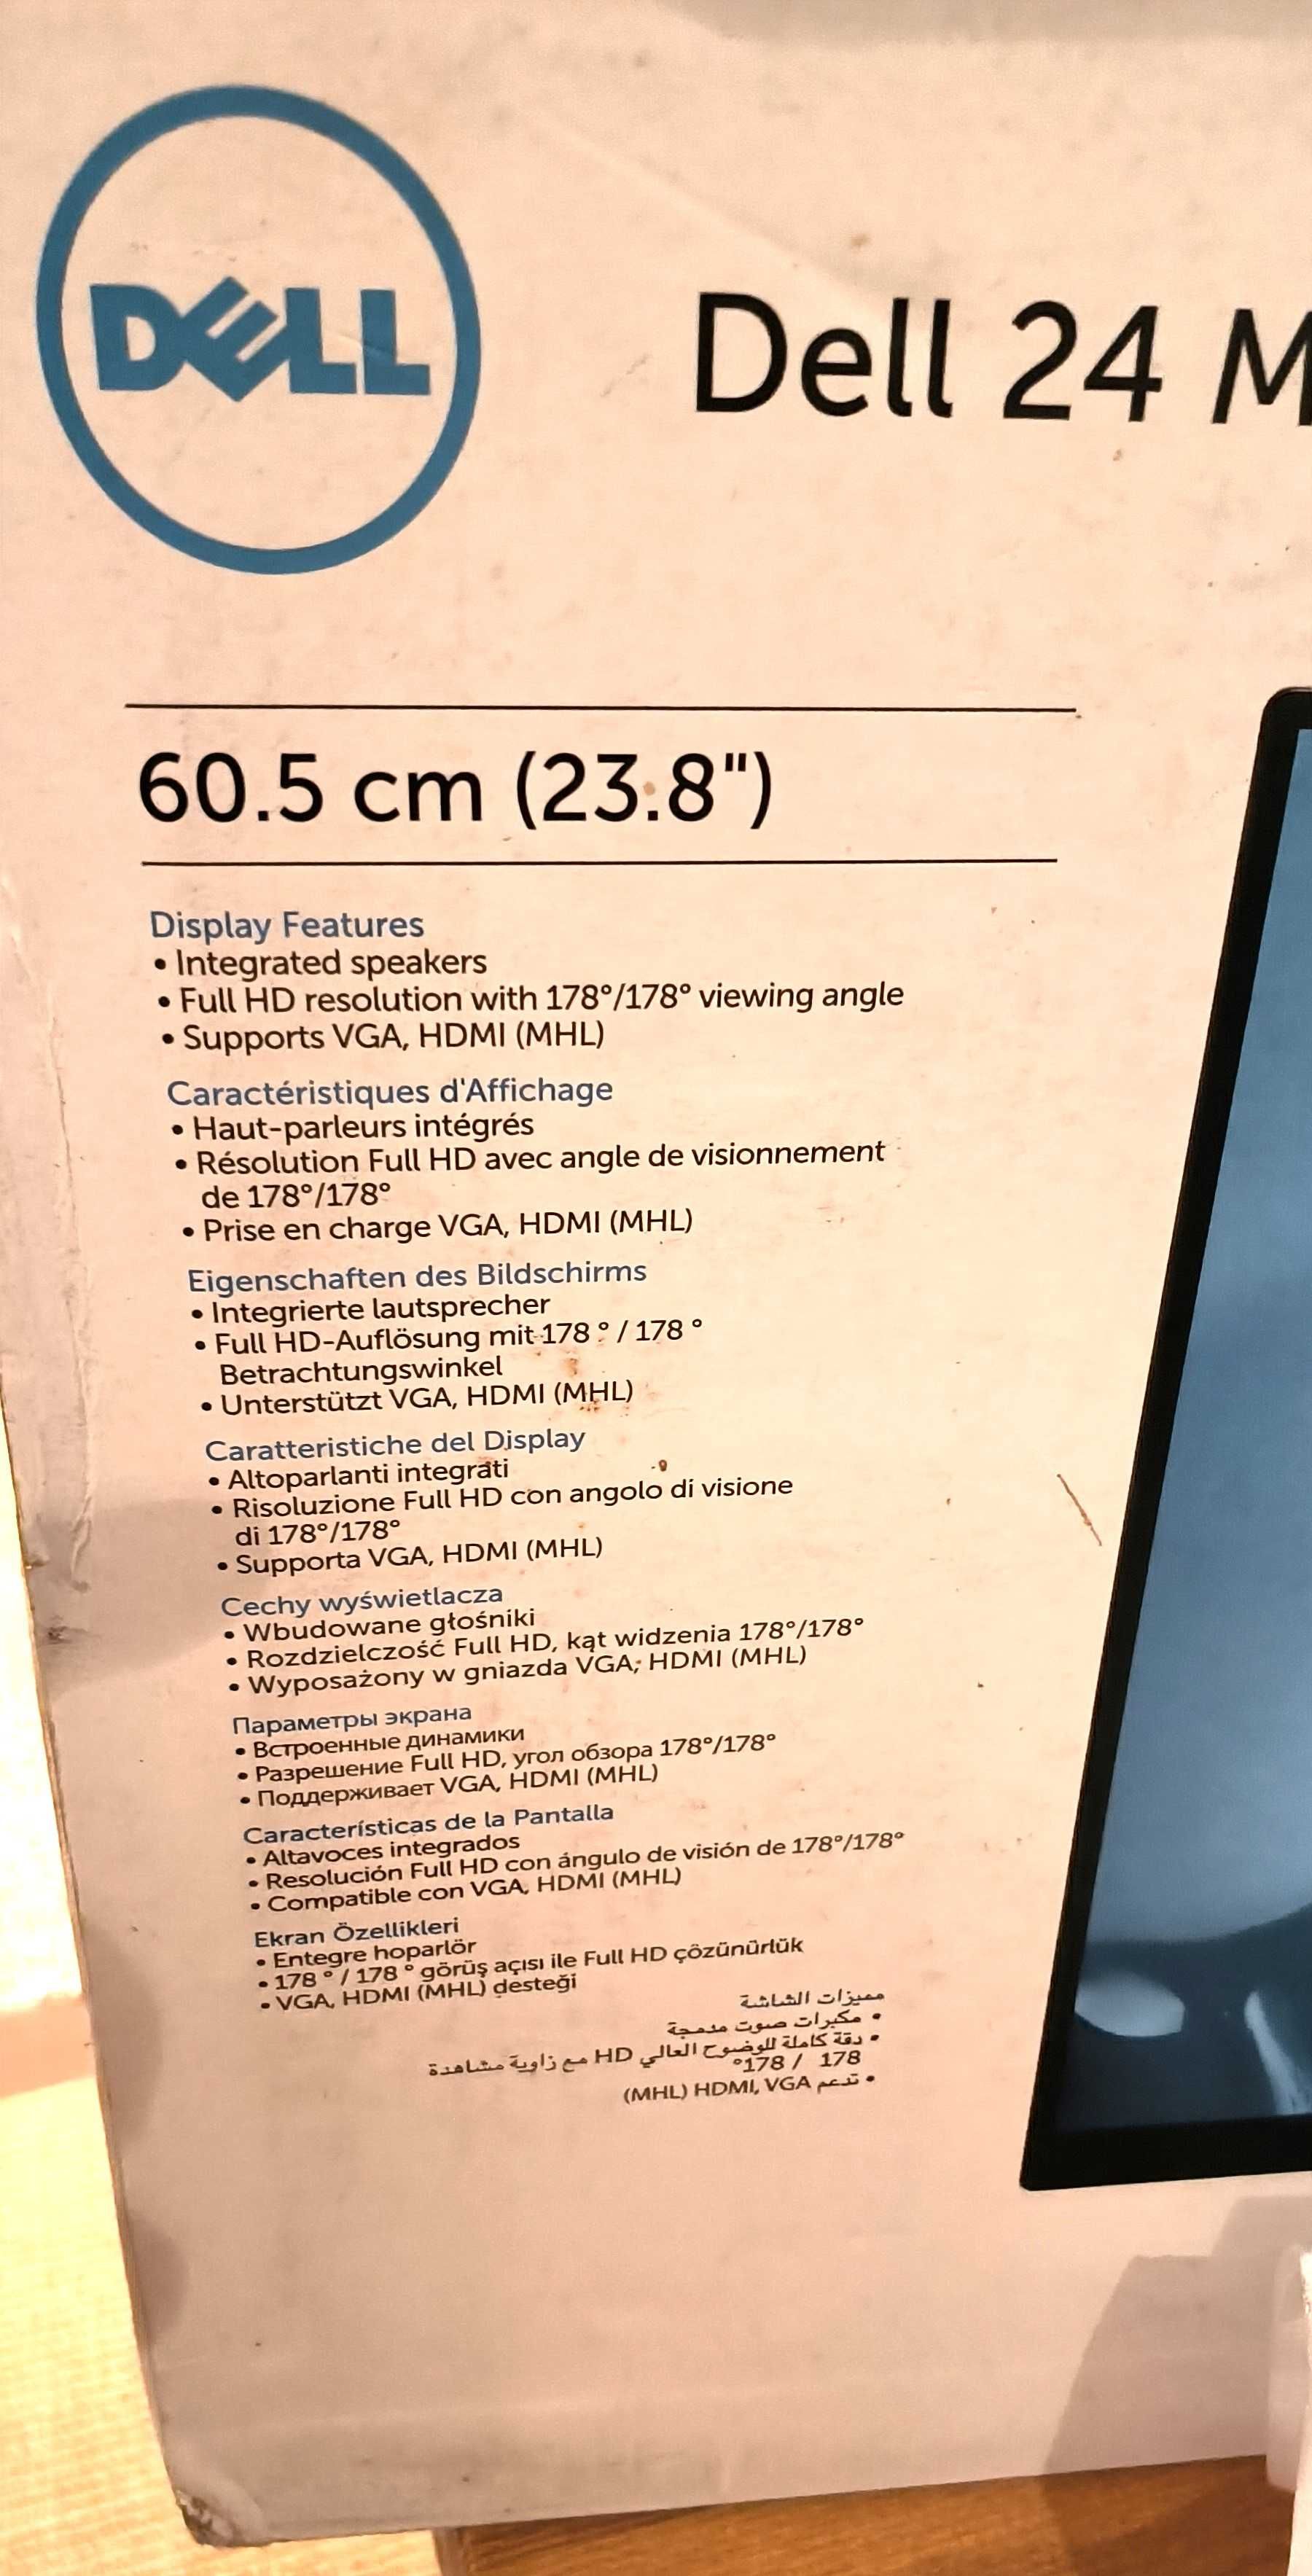 DELL
Dell 24 M
60.5 cm (23.8")
Display Features
• Integrated speakers
• Full HD resolution with 178°/178° viewing angle
• Supports VGA, HDMI (MHL)
Caractéristiques d'Affichage
• Haut-parleurs intégrés
• Résolution Full HD avec angle de visionnement
de 178°/178°
• Prise en charge VGA, HDMI (MHL)
Eigenschaften des Bildschirms
• Integrierte lautsprecher
• Full HD-Auflösung mit 178 ° / 178 °
Betrachtungswinkel
• Unterstützt VGA, HDMI (MHL)
Caratteristiche del Display
• Altoparlanti integrati
• Risoluzione Full HD con angolo di visione
di 178°/178°
• Supporta VGA, HDMI (MHL)
Cechy wyświetlacza
• Wbudowane głośniki
• Rozdzielczość Full HD, kąt widzenia 178°/178°
• Wyposażony w gniazda VGA, HDMI (MHL)
Параметры экрана
• Встроенные динамики
• Разрешение Full HD, угол обзора 178°/178°
• Поддерживает VGA, HDMI (MHL)
Características de la Pantalla
• Altavoces integrados
• Resolución Full HD con ángulo de visión de 178°/178°
• Compatible con VGA, HDMI (MHL)
Ekran Özellikleri
• Entegre hoparlör
• 178 ° / 178 ° görüş açısı ile Full HD çözünürlük
• VGA, HDMI (MHL) desteği
مميزات الشاشة
• مكبرات صوت مدمجة
• دقة كاملة للوضوح العالي HD مع زاوية مشاهدة
178 / 178°
• تدعم HDMI, VGA (MHL)